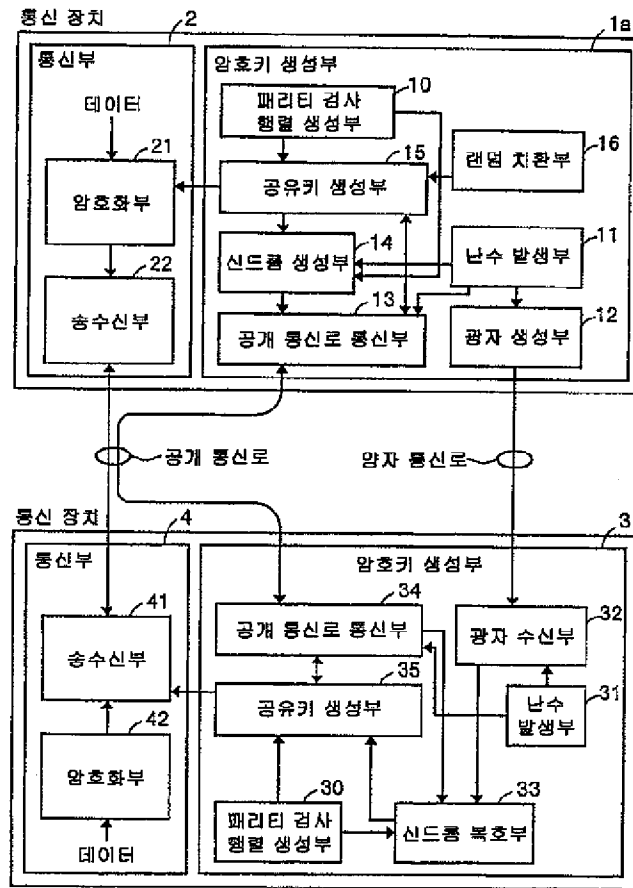 통신 장치
2
1a
통신부
암호키 생성부
데이터
10
패리티 검사
행렬 생성부
21
15
16
암호화부
공유키 생성부
랜덤 치환부
22
14
11
송수신부
신드롬 생성부
난수 발생부
13
12
공개 통신로 통신부
광자 생성부
공개 통신로
양자 통신로
통신 장치
4
3
통신부
암호키 생성부
41
34
32
송수신부
공개 통신로 통신부
광자 수신부
35
31
42
공유키 생성부
난수
발생부
암호화부
30
33
패리티 검사
행렬 생성부
신드롬 복호부
데이터